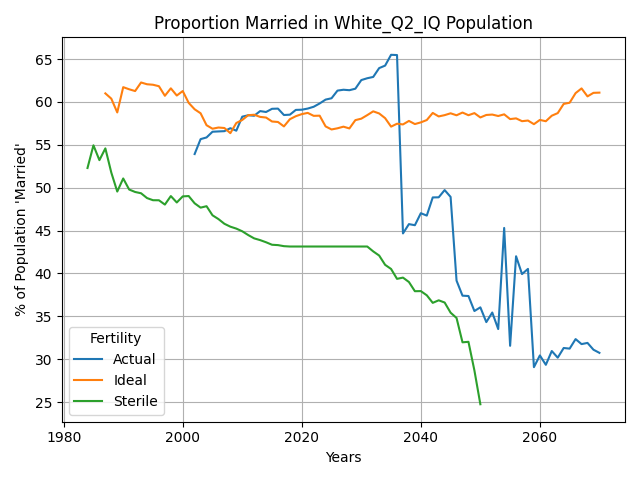 Proportion Married in White_Q2_IQ Population
% of Population 'Married'
65
60
55
50
45
40
35
30
25
Fertility
Actual
Ideal
Sterile
1980
2000
2020
2040
2060
Years